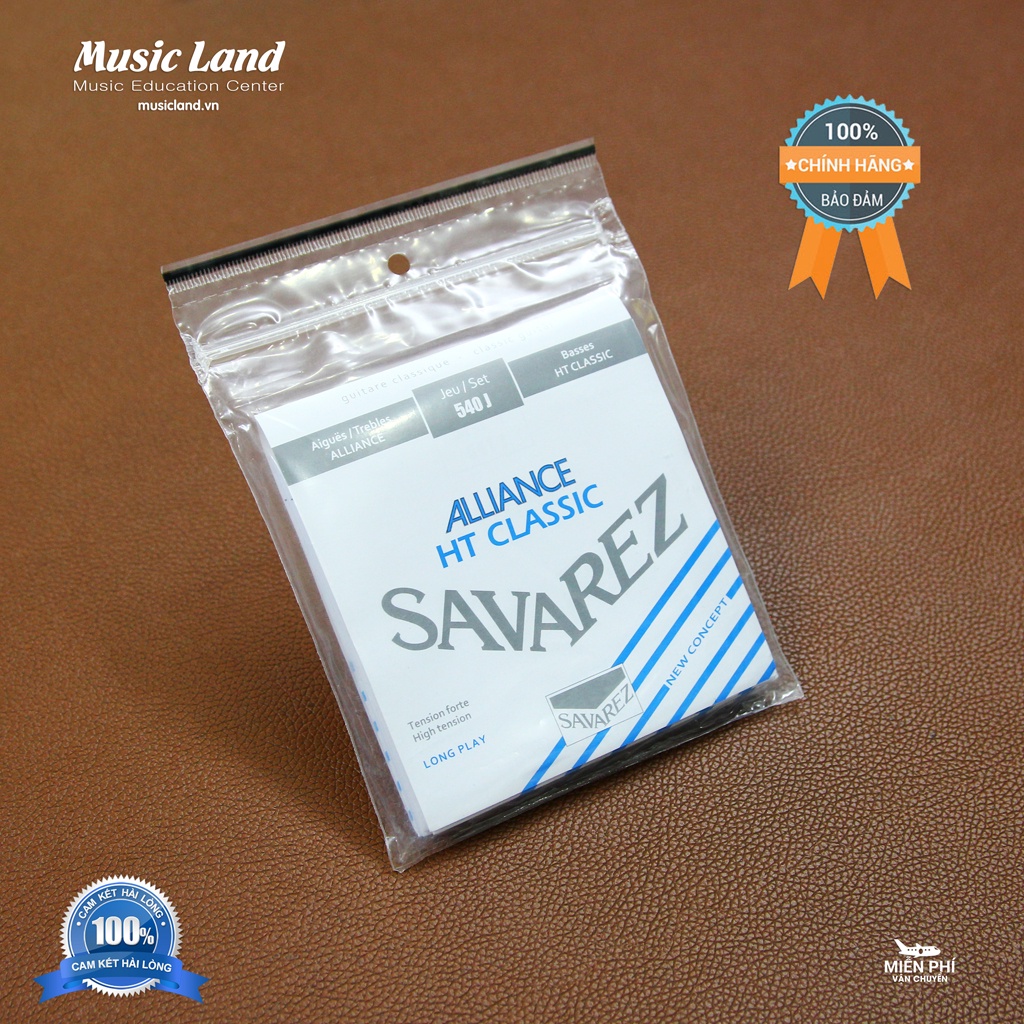 Music Land
Music Education Center
musicland.vn
100%
CHÍNH HÃNG
BẢO ĐẢM
guitare classique
Aiguës / Trebles
ALLIANCE
Jeu / Set
540 J
Basses
HT CLASSIC
ALLIANCE
HT CLASSIC
SAVAREZ
NEW CONCEPT
SAVAREZ
Tension forte
High tension
LONG PLAY
CAM KẾT HÀI LÒNG
100%
CAM KẾT HÀI LÒNG
MIỄN PHÍ
VẬN CHUYỂN